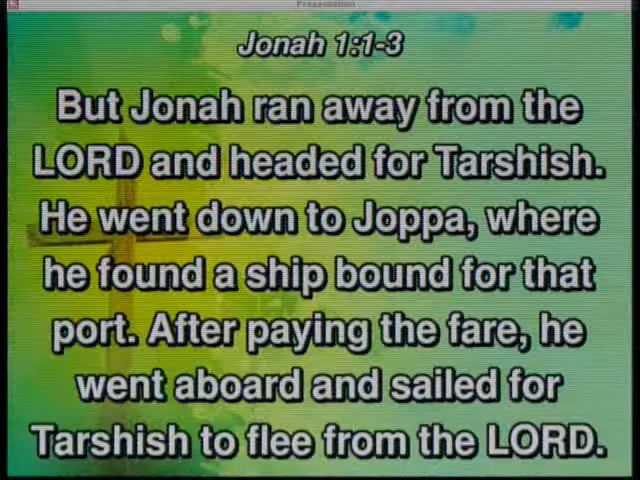 Presentation
Jonah 1:1-3
But Jonah ran away from the
LORD and headed for Tarshish.
He went down to Joppa, where
he found a ship bound for that
port. After paying the fare, he
went aboard and sailed for
Tarshish to flee from the LORD.